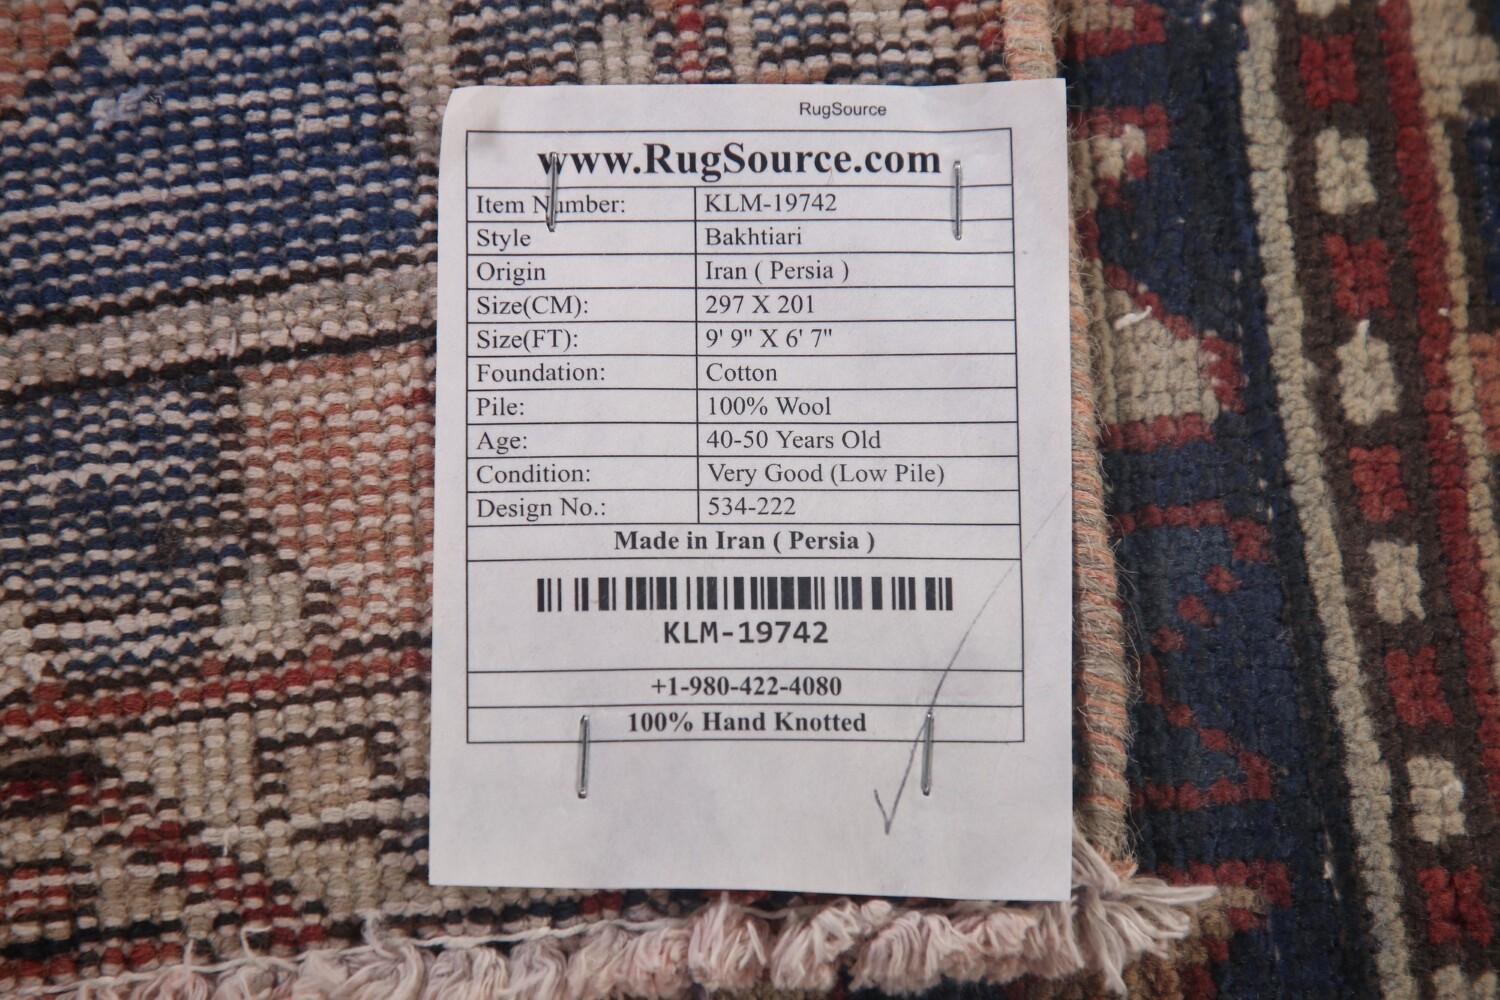 RugSource
www.RugSource.com
Item Number: KLM-19742
Style Bakhtiari
Origin Iran ( Persia )
Size(CM): 297 X 201
Size(FT): 9' 9" X 6' 7"
Foundation: Cotton
Pile: 100% Wool
Age: 40-50 Years Old
Condition: Very Good (Low Pile)
Design No.: 534-222
Made in Iran ( Persia )
KLM-19742
+1-980-422-4080
100% Hand Knotted